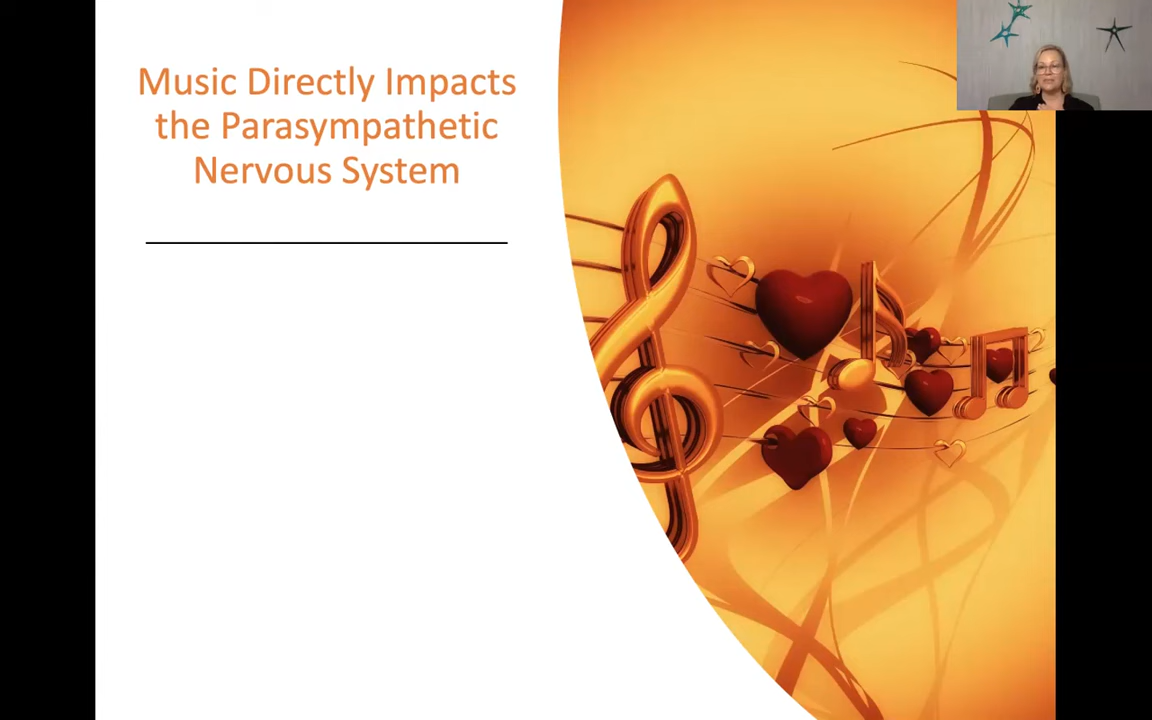 Music Directly Impacts
the Parasympathetic
Nervous System